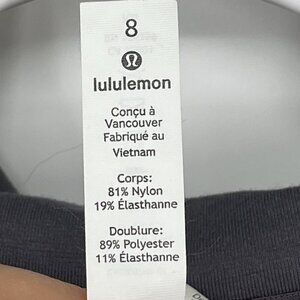 8
lululemon
Conçu à
Vancouver
Fabriqué au
Vietnam
Corps:
81% Nylon
19% Élasthanne
Doublure:
89% Polyester
11% Élasthanne